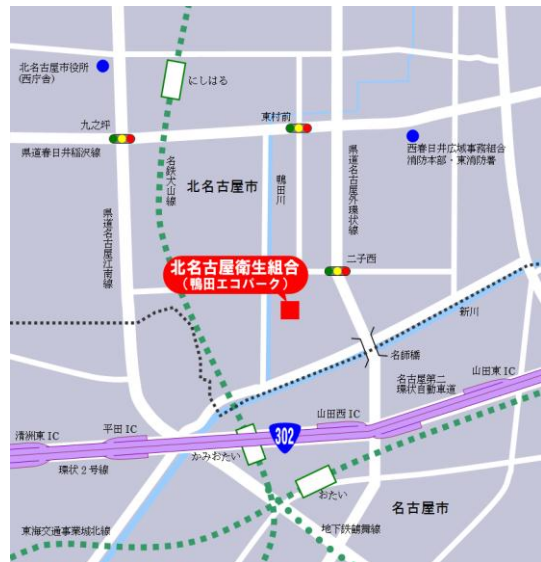 北名古屋市役所
(西庁舎)
にしはる
九之坪
東村前
県道春日井稲沢線
西春日井広域事務組合
消防本部・東消防署
名鉄犬山線
北名古屋市
鴨田川
県道名古屋外環状線
県道名古屋江南線
二子西
北名古屋衛生組合
(鴨田エコパーク)
新川
名師橋
名古屋第二
環状自動車道
山田東IC
山田西IC
平田IC
清洲東IC
302
環状2号線
かみおたい
おたい
名古屋市
東海交通事業城北線
地下鉄鶴舞線